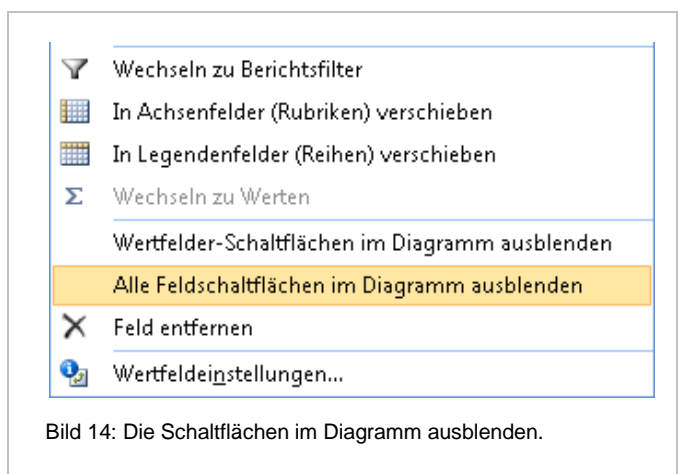 Wechseln zu Berichtsfilter
In Achsenfelder (Rubriken) verschieben
In Legendenfelder (Reihen) verschieben
Σ Wechseln zu Werten
Wertfelder-Schaltflächen im Diagramm ausblenden
Alle Feldschaltflächen im Diagramm ausblenden
Feld entfernen
Wertfeldeinstellungen...
Bild 14: Die Schaltflächen im Diagramm ausblenden.